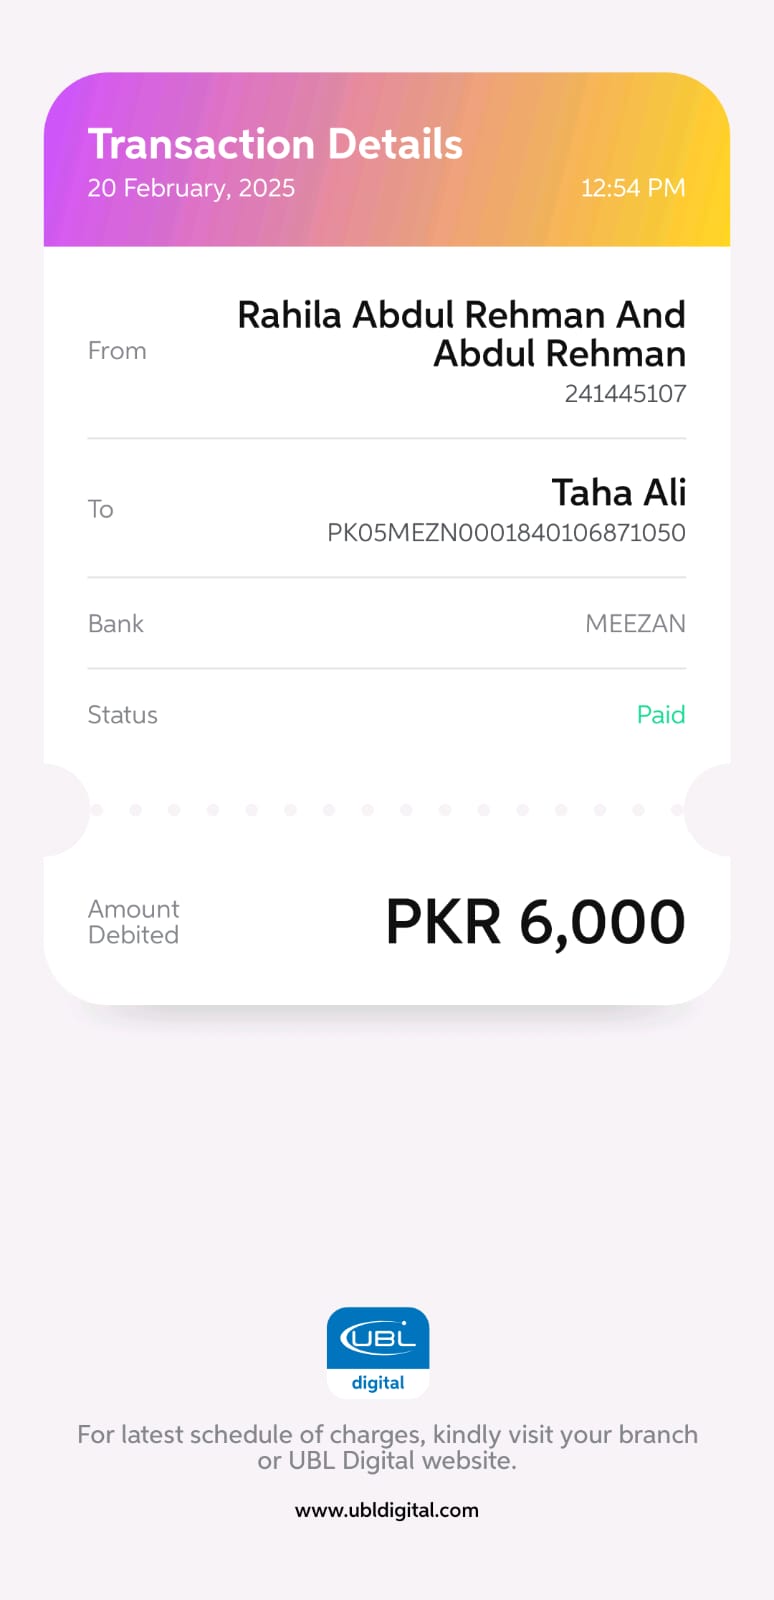 Transaction Details
20 February, 2025 12:54 PM
From
Rahila Abdul Rehman And
Abdul Rehman
241445107
To
Taha Ali
PK05MEZN0001840106871050
Bank MEEZAN
Status Paid
Amount
Debited
PKR 6,000
UBL
digital
For latest schedule of charges, kindly visit your branch
or UBL Digital website.
www.ubldigital.com